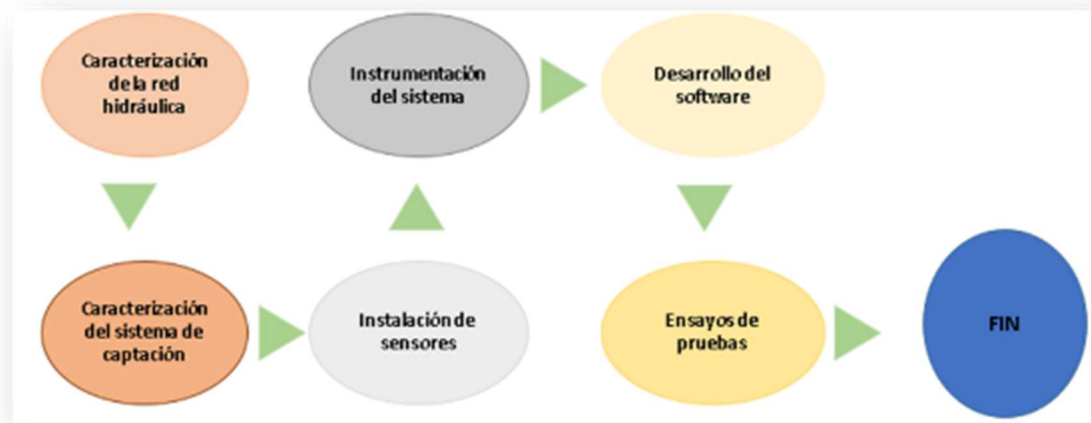 Caracterización
de la red
hidráulica
Caracterización
del sistema de
captación
Instalación de
sensores
Instrumentación
del sistema
Desarrollo del
software
Ensayos de
pruebas
FIN